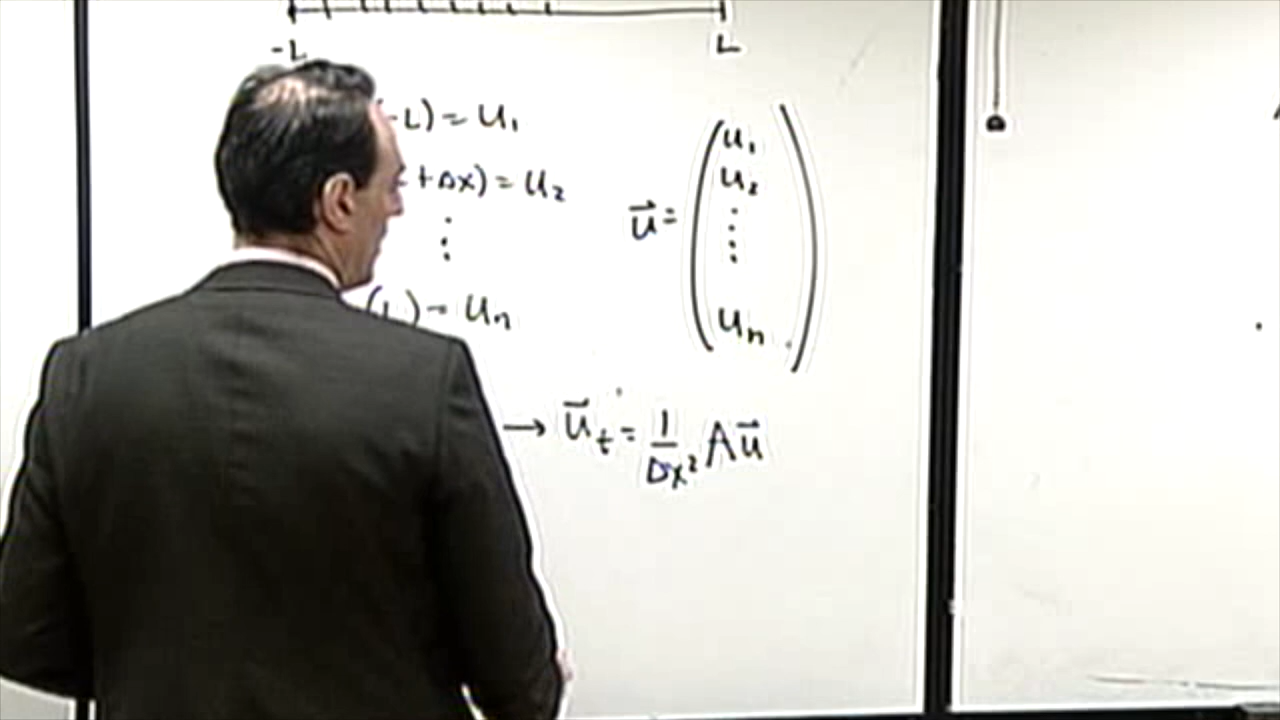 -L L
-L) = u₁
+Δx) = u₂
⋮
(L) = uₙ
u⃗ = (u₁ u₂ ⋮ uₙ)
→ u⃗ₜ = 1/Δx² Au⃗